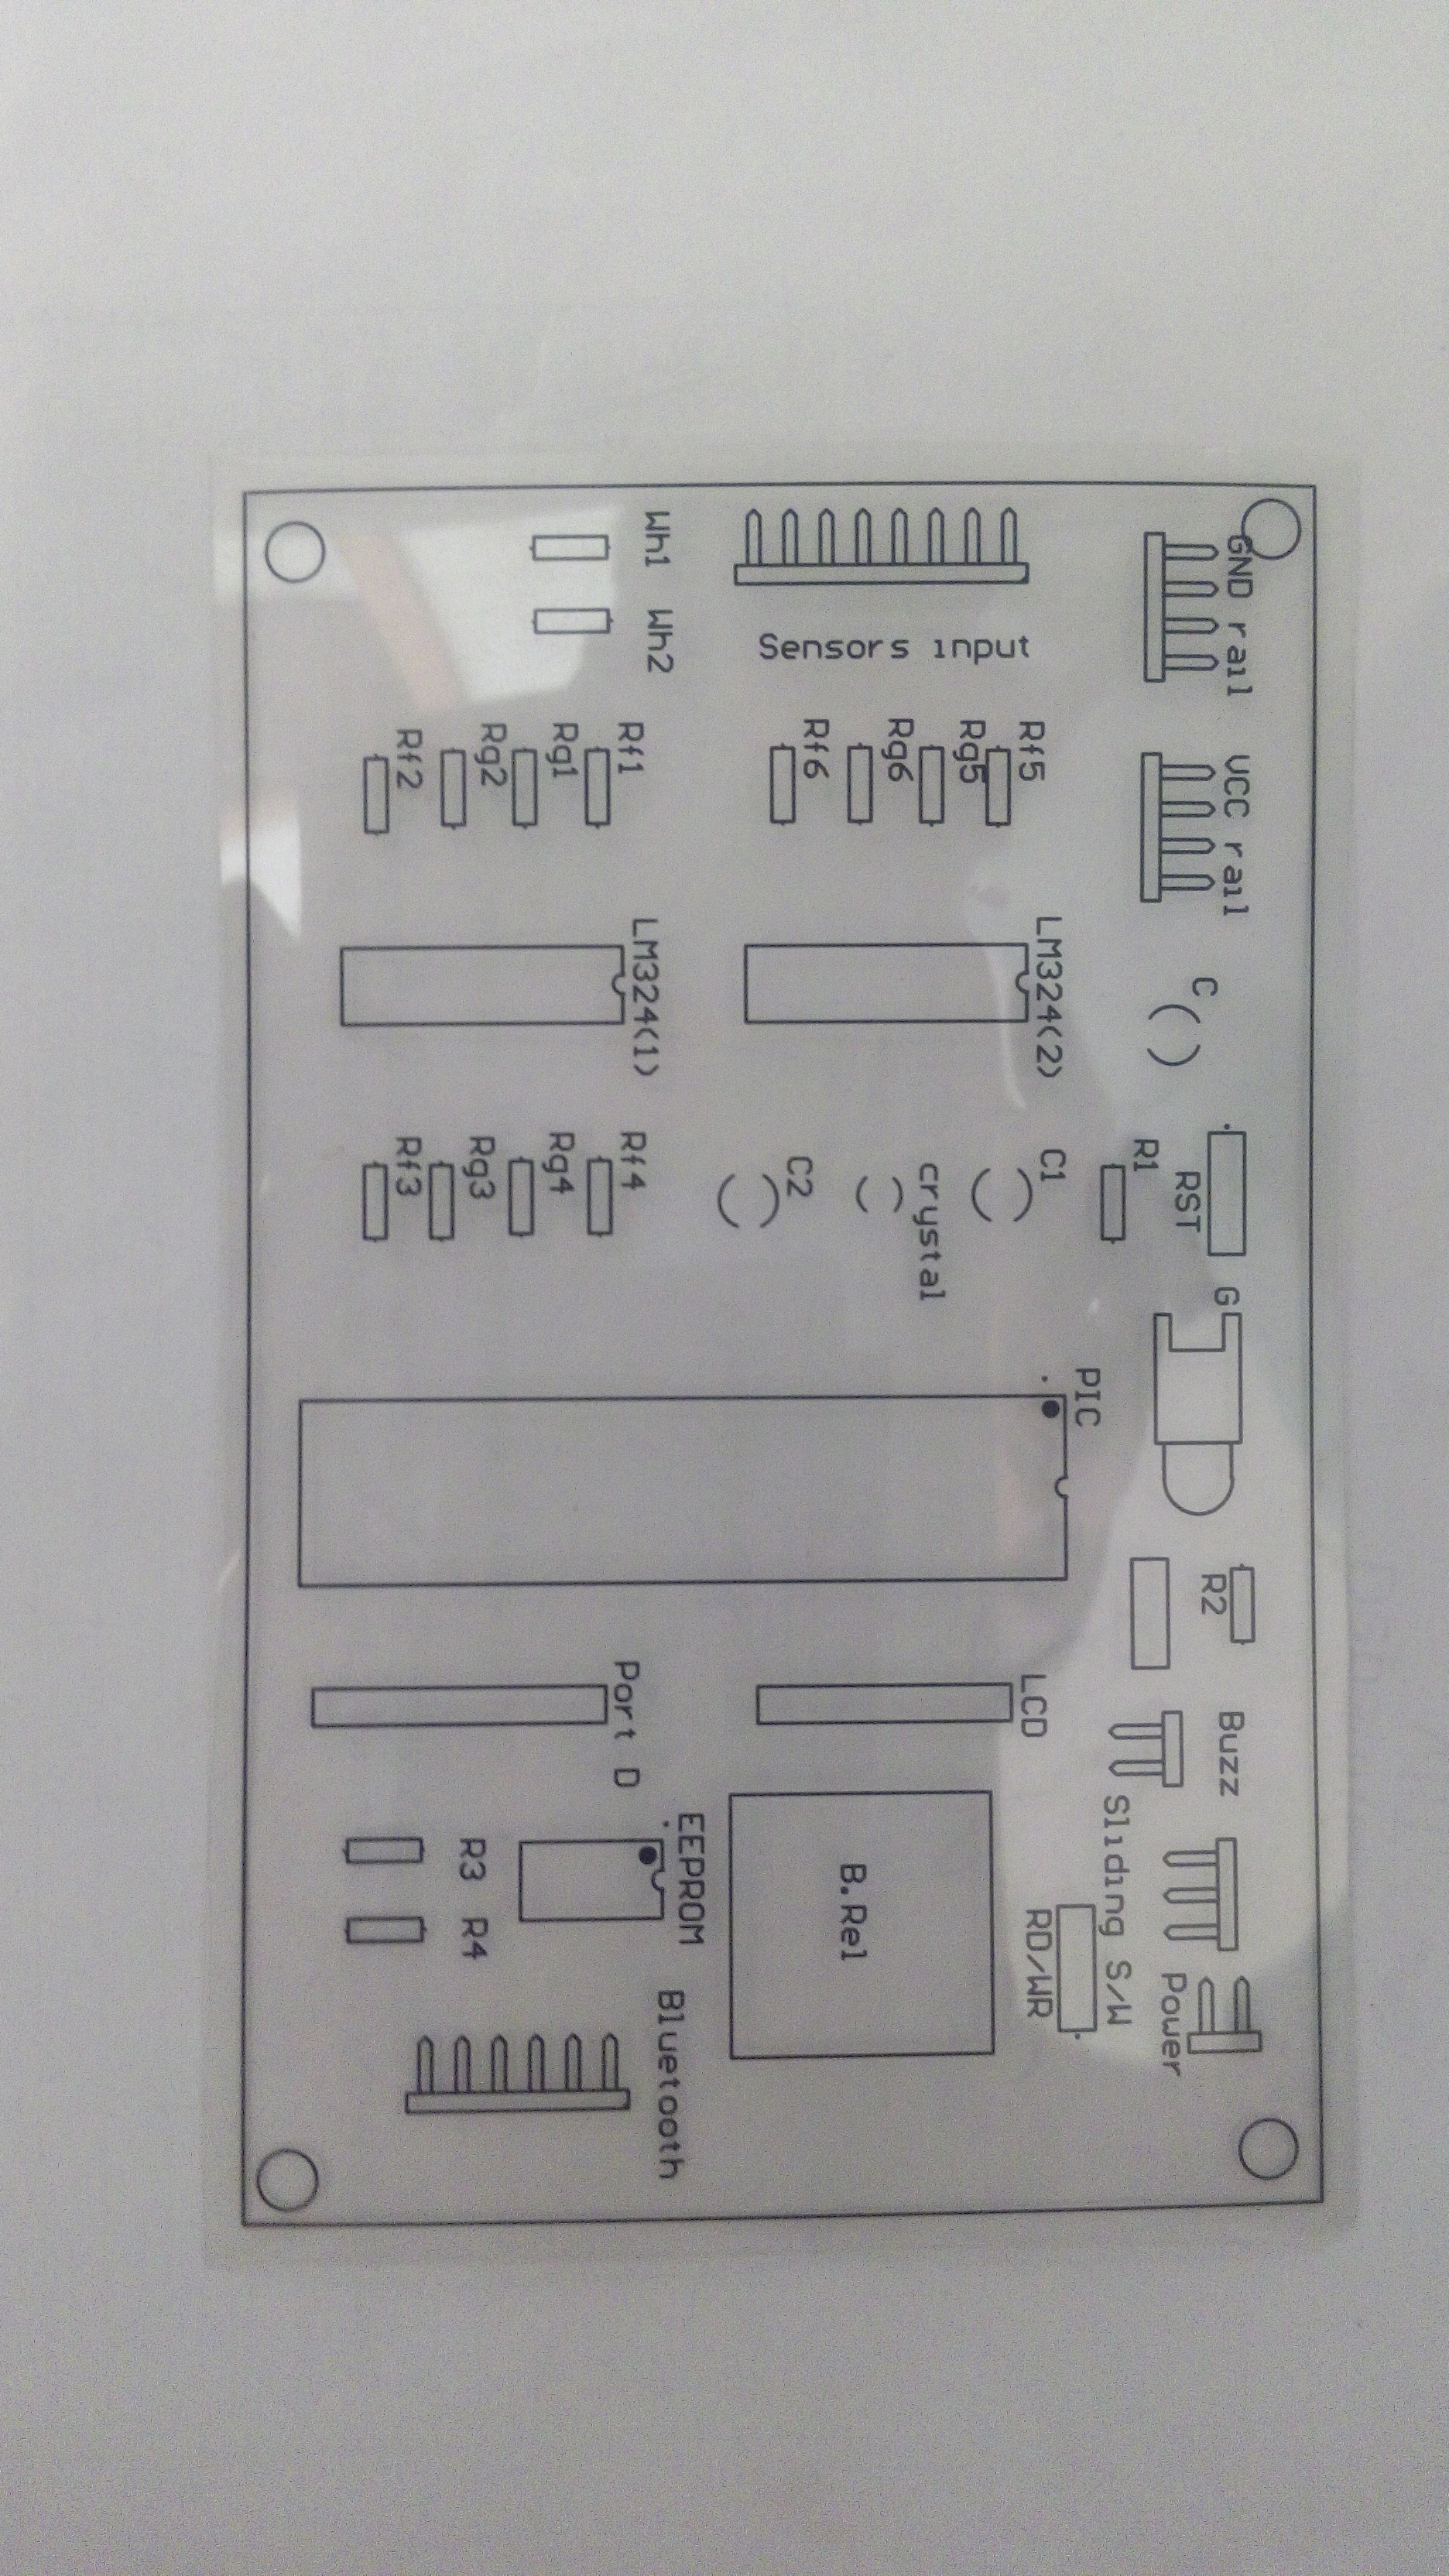 GND rail
VCC rail
C
RST
R1
G
R2
Buzz
Sliding S/W
Power
RD/WR
Sensors input
Rf5
Rg5
Rg6
Rf6
LM324(2)
C1
crystal
C2
PIC
LCD
B.Rel
Wh1
Wh2
Rf1
Rg1
Rg2
Rf2
LM324(1)
Rf4
Rg4
Rg3
Rf3
Port D
EEPROM
R3
R4
Bluetooth